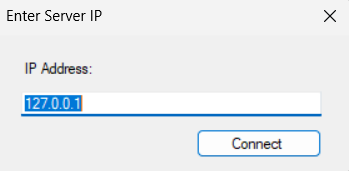 Enter Server IP
IP Address:
127.0.0.1
Connect